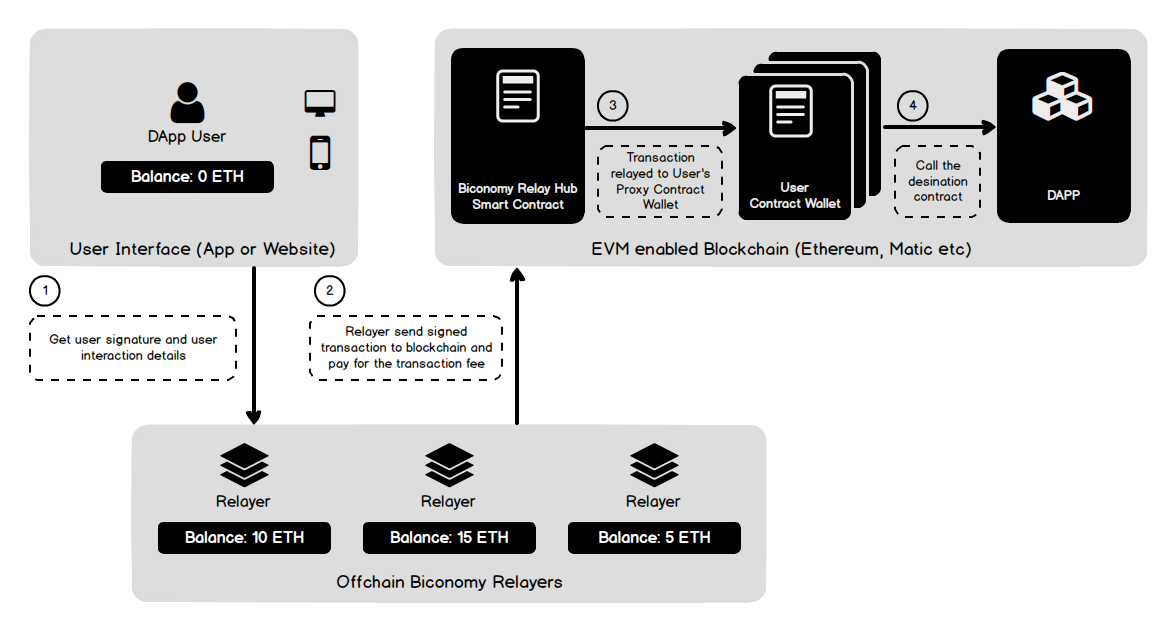 DApp User
Balance: 0 ETH
User Interface (App or Website)
Biconomy Relay Hub
Smart Contract
3
Transaction
relayed to User's
Proxy Contract
Wallet
User
Contract Wallet
4
Call the
desination
contract
DAPP
EVM enabled Blockchain (Ethereum, Matic etc)
1
Get user signature and user
interaction details
2
Relayer send signed
transaction to blockchain and
pay for the transaction fee
Relayer
Balance: 10 ETH
Relayer
Balance: 15 ETH
Relayer
Balance: 5 ETH
Offchain Biconomy Relayers